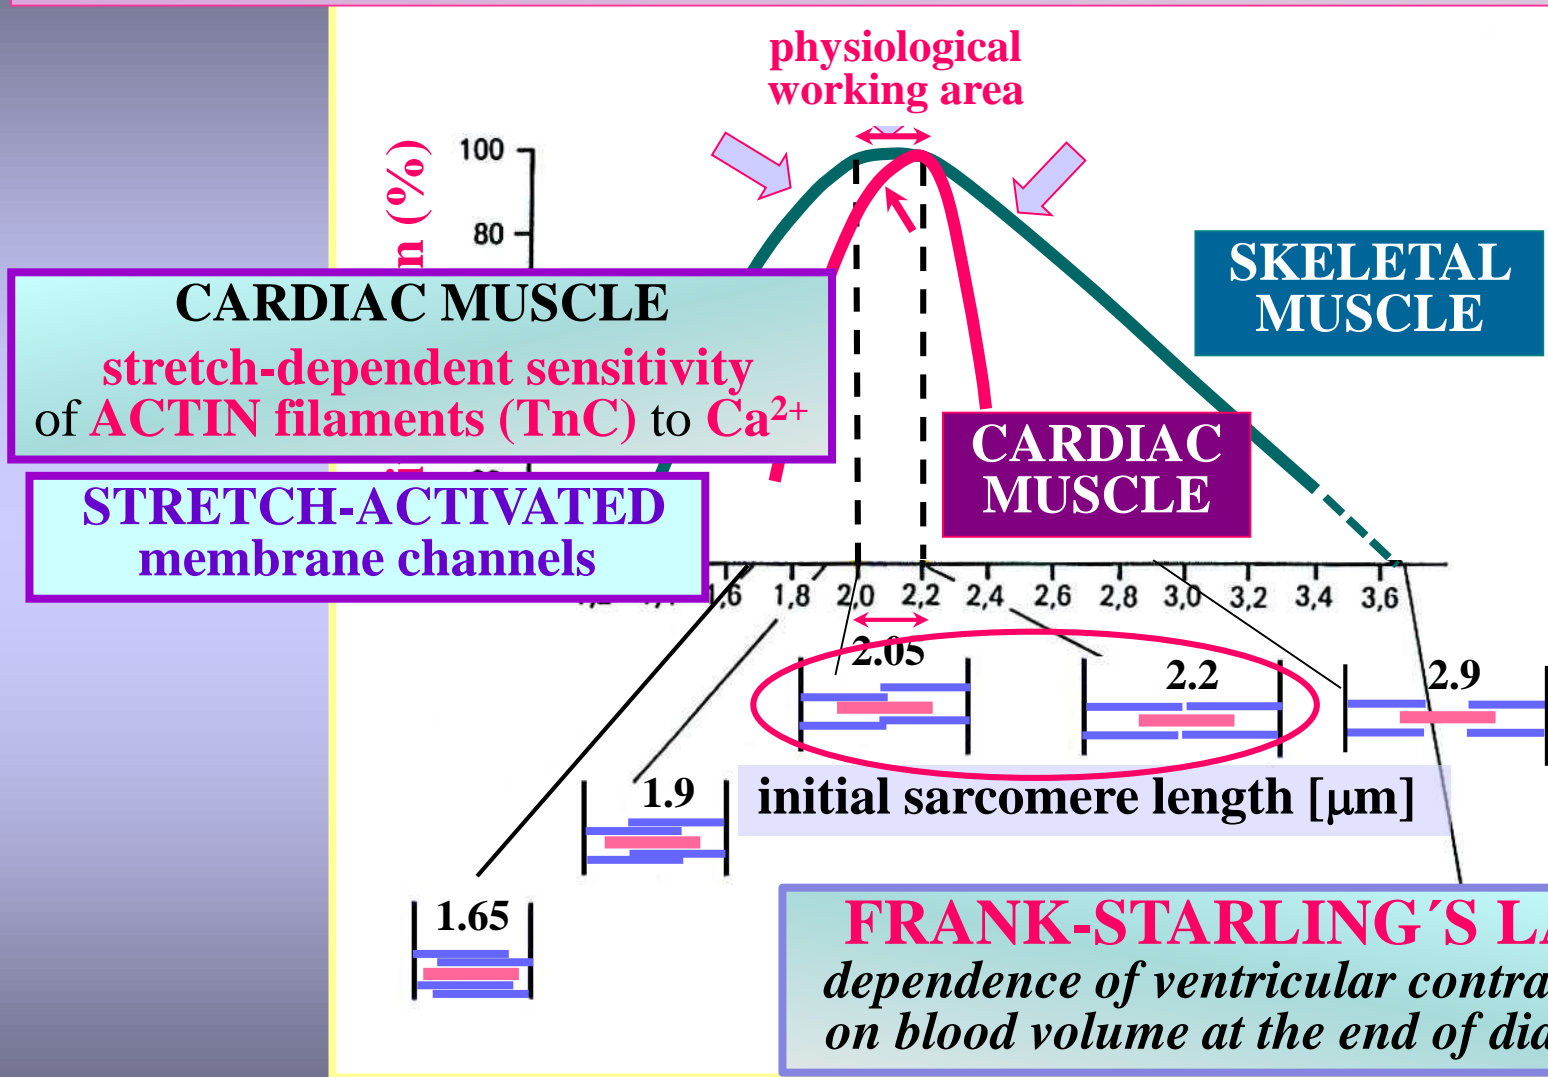 physiological
working area
100
80
n (%)
CARDIAC MUSCLE
stretch-dependent sensitivity
of ACTIN filaments (TnC) to Ca²⁺
STRETCH-ACTIVATED
membrane channels
SKELETAL
MUSCLE
CARDIAC
MUSCLE
1,6 1,8 2,0 2,2 2,4 2,6 2,8 3,0 3,2 3,4 3,6
2.05
2.2
2.9
1.9
initial sarcomere length [μm]
1.65
FRANK-STARLING´S
dependence of ventricular
on blood volume at the end of